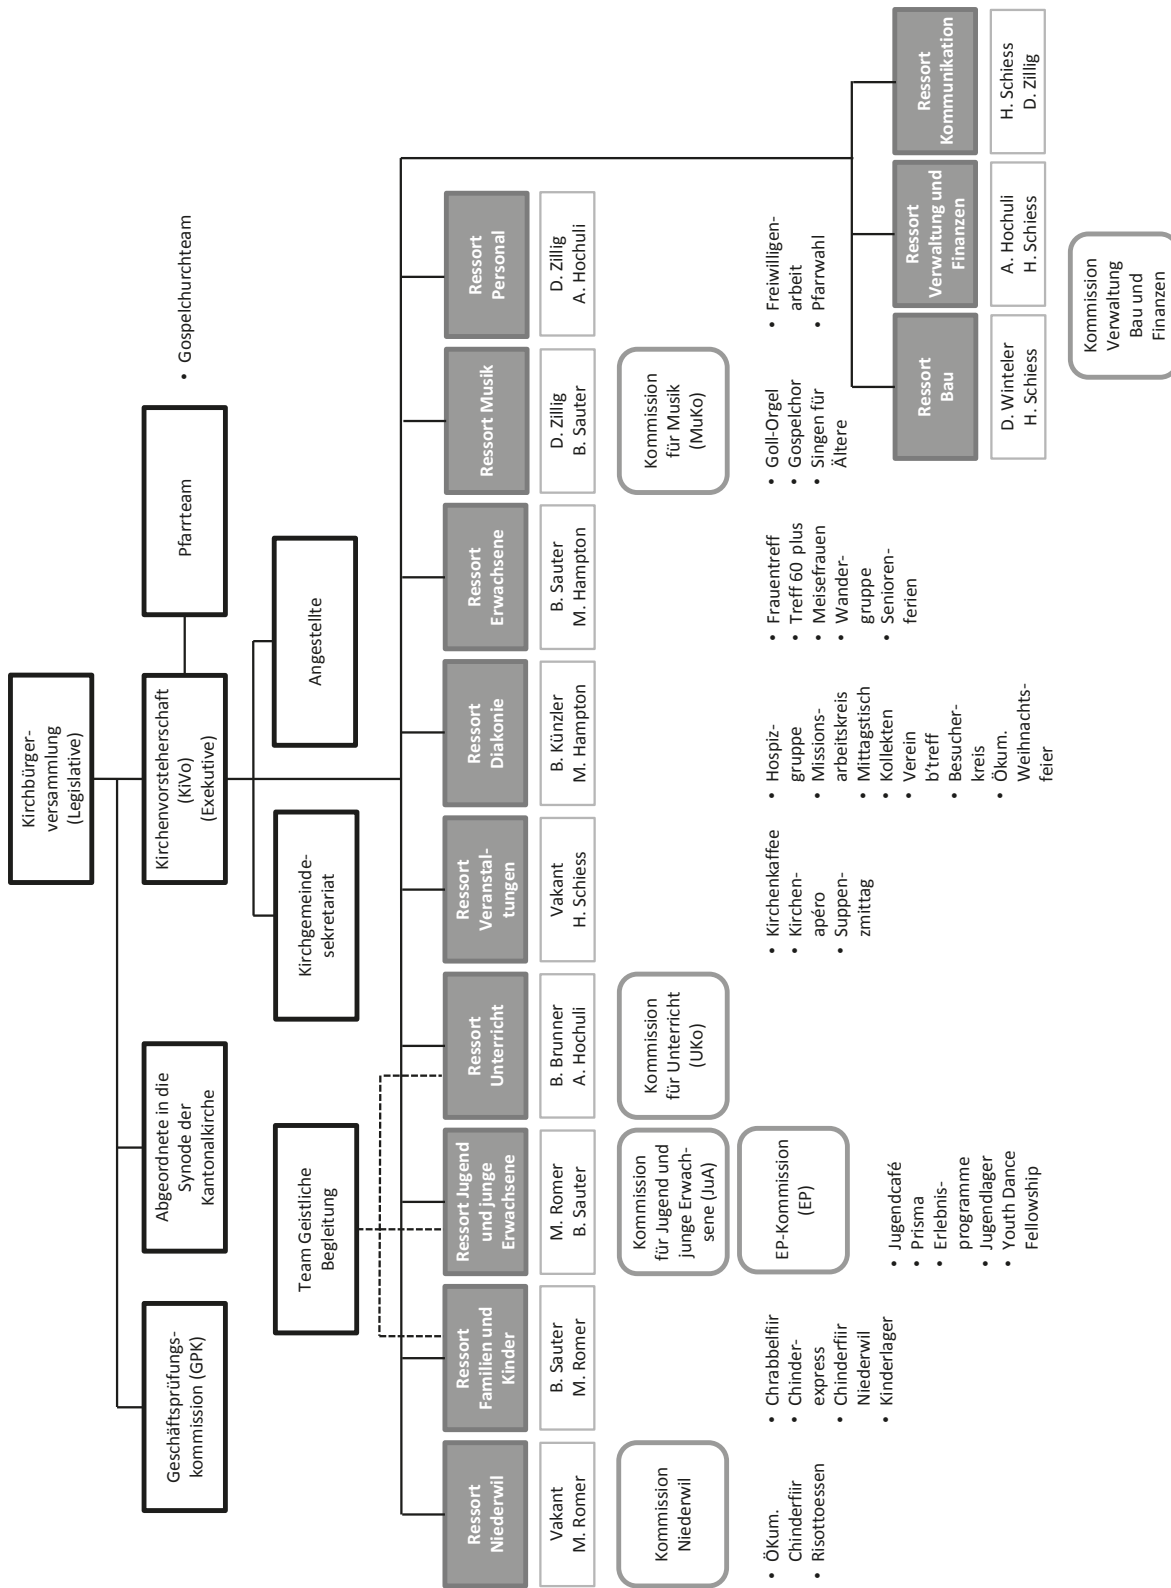 Kirchbürger-
versammlung
(Legislative)
Geschäftsprüfungs-
kommission (GPK)
Abgeordnete in die
Synode der
Kantonalkirche
Kirchenvorsteherschaft
(KiVo)
(Exekutive)
Pfarrteam
• Gospelchurchteam
Team Geistliche
Begleitung
Kirchgemeinde-
sekretariat
Angestellte
Ressort
Niederwil
Vakant
M. Romer
Kommission
Niederwil
• ÖKum.
Chinderfiir
• Risottoessen
Ressort
Familien und
Kinder
B. Sauter
M. Romer
• Chrabbelfiir
• Chinder-
express
• Chinderfiir
Niederwil
• Kinderlager
Ressort Jugend
und junge
Erwachsene
M. Romer
B. Sauter
Kommission
für Jugend und
junge Erwach-
sene (JuA)
EP-Kommission
(EP)
• Jugendcafé
• Prisma
• Erlebnis-
programme
• Jugendlager
• Youth Dance
Fellowship
Ressort
Unterricht
B. Brunner
A. Hochuli
Kommission
für Unterricht
(UKo)
Ressort
Veranstal-
tungen
Vakant
H. Schiess
• Kirchenkaffee
• Kirchen-
apéro
• Suppen-
zmittag
Ressort
Diakonie
B. Künzler
M. Hampton
• Hospiz-
gruppe
• Missions-
arbeitskreis
• Mittagstisch
• Kollekten
• Verein
b'treff
• Besucher-
kreis
• Ökum.
Weihnachts-
feier
Ressort
Erwachsene
B. Sauter
M. Hampton
• Frauentreff
• Treff 60 plus
• Meisefrauen
• Wander-
gruppe
• Senioren-
ferien
Ressort Musik
D. Zillig
B. Sauter
Kommission
für Musik
(MuKo)
• Goll-Orgel
• Gospelchor
• Singen für
Ältere
Ressort
Personal
D. Zillig
A. Hochuli
• Freiwilligen-
arbeit
• Pfarrwahl
Ressort
Bau
D. Winteler
H. Schiess
Ressort
Verwaltung und
Finanzen
A. Hochuli
H. Schiess
Ressort
Kommunikation
H. Schiess
D. Zillig
Kommission
Verwaltung
Bau und
Finanzen